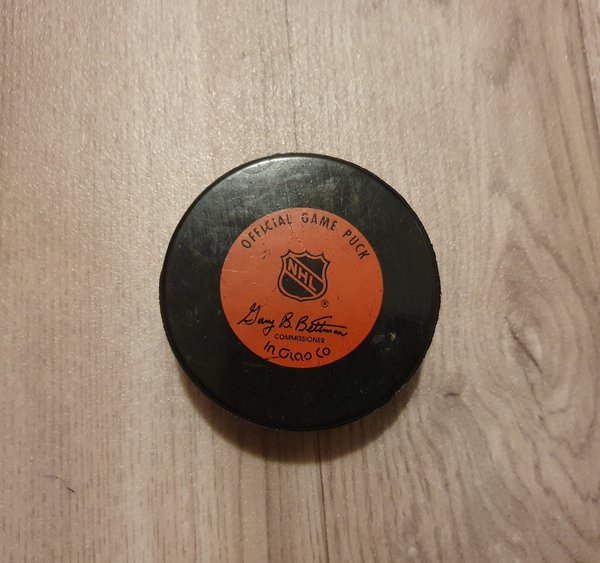 OFFICIAL GAME PUCK
NHL
®
Gary B. Bettman
COMMISSIONER
In Glas Co